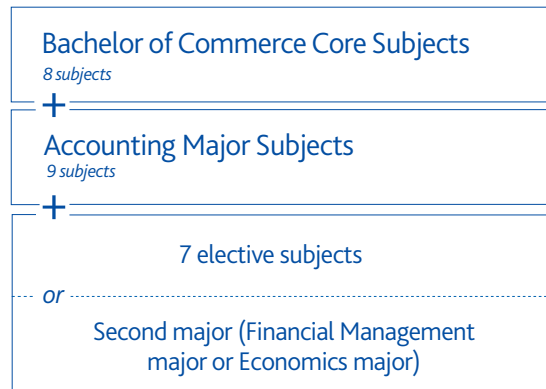 Bachelor of Commerce Core Subjects
8 subjects
+
Accounting Major Subjects
9 subjects
+
7 elective subjects
or
Second major (Financial Management
major or Economics major)